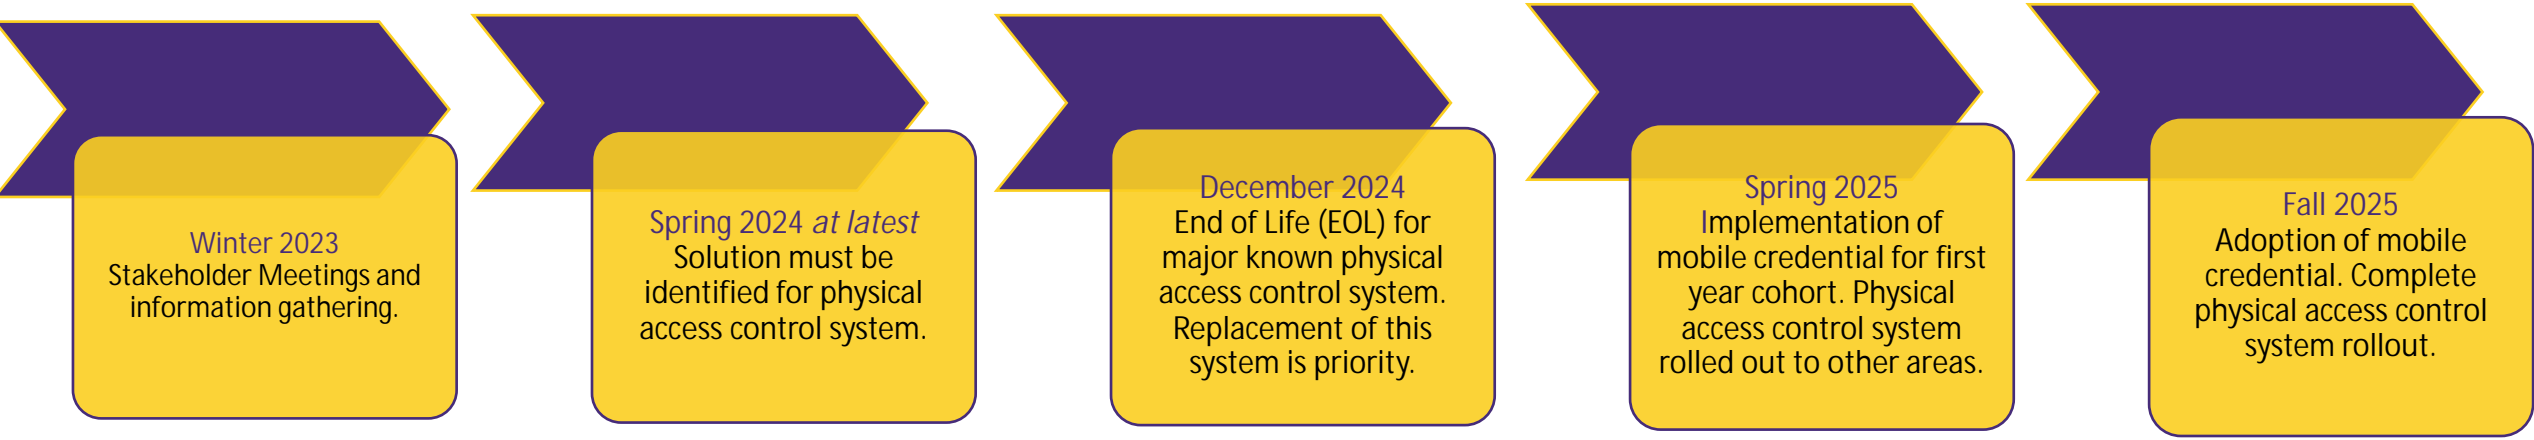 Winter 2023
Stakeholder Meetings and
information gathering.
Spring 2024 at latest
Solution must be
identified for physical
access control system.
December 2024
End of Life (EOL) for
major known physical
access control system.
Replacement of this
system is priority.
Spring 2025
Implementation of
mobile credential for first
year cohort. Physical
access control system
rolled out to other areas.
Fall 2025
Adoption of mobile
credential. Complete
physical access control
system rollout.